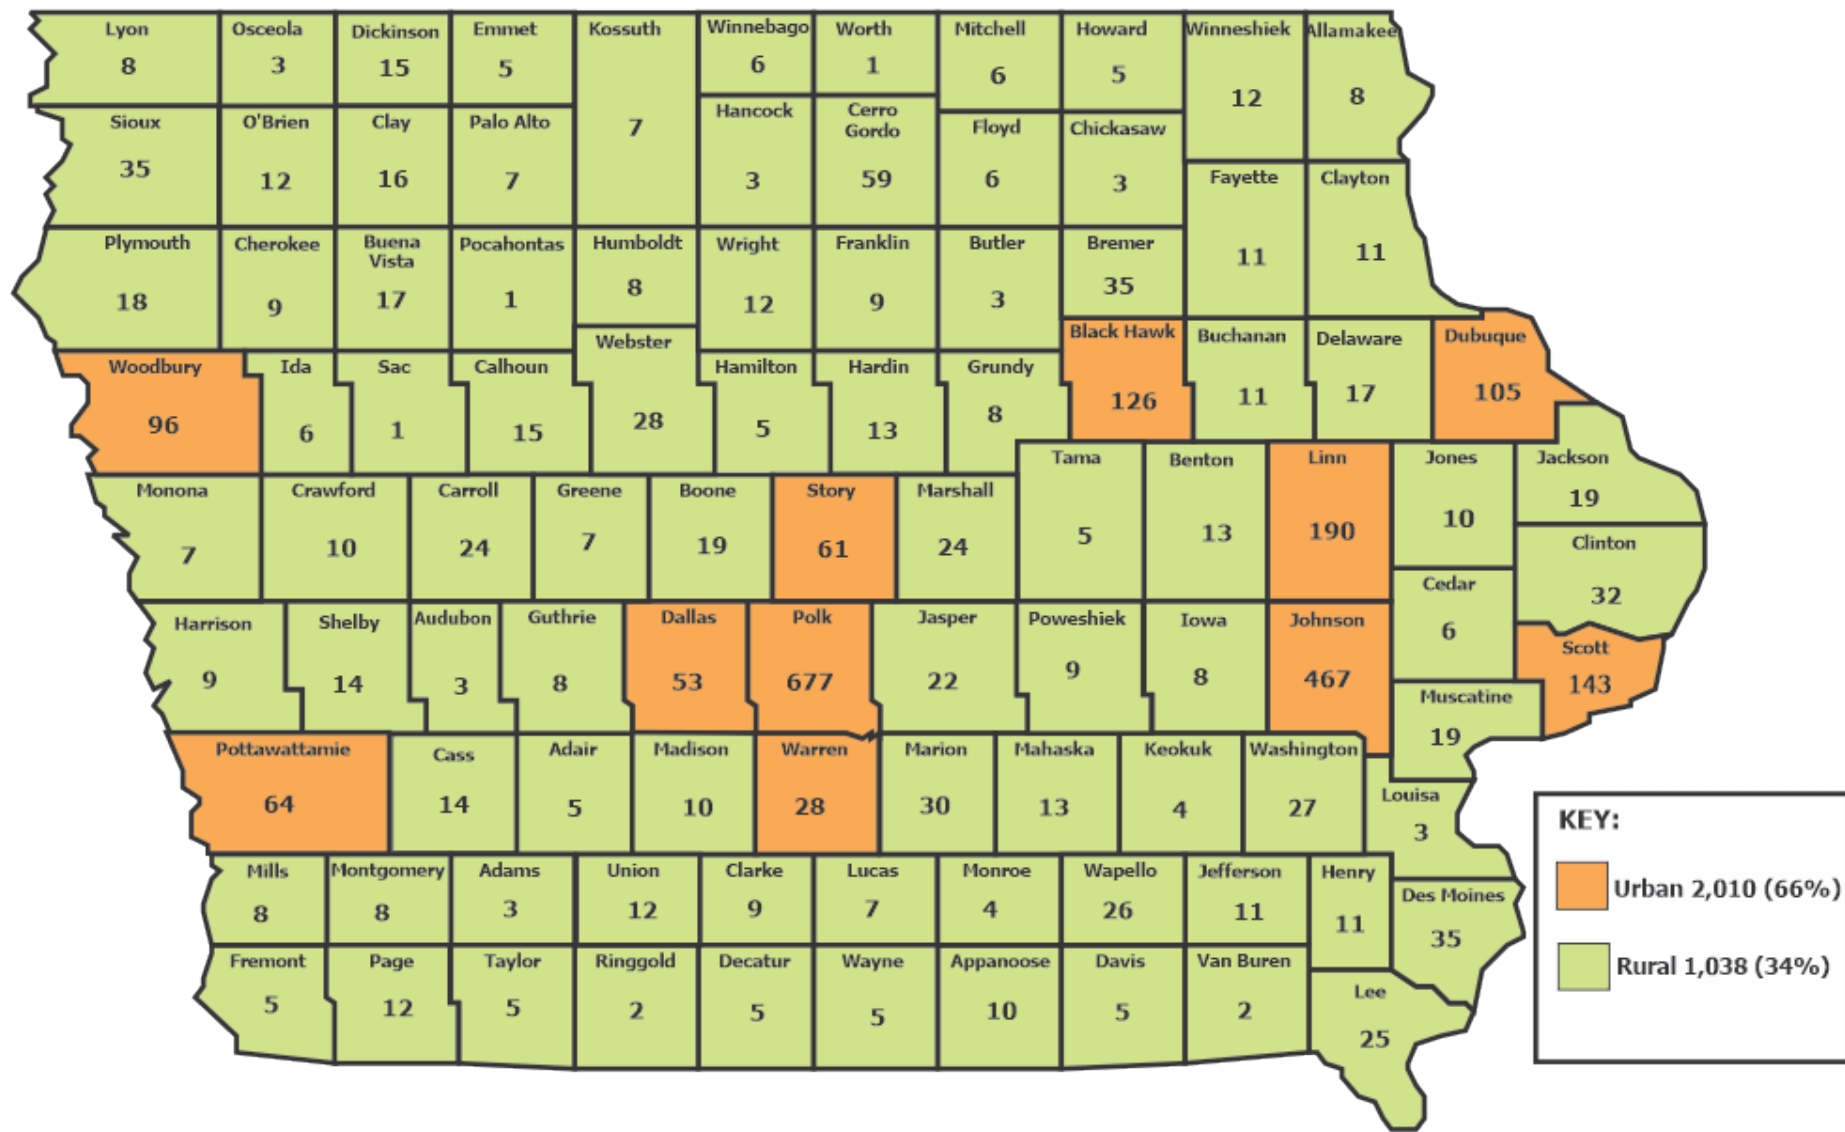 Lyon
8
Osceola
3
Dickinson
15
Emmet
5
Kossuth
7
Winnebago
6
Worth
1
Mitchell
6
Howard
5
Winneshiek
12
Allamakee
8
Sioux
35
O'Brien
12
Clay
16
Palo Alto
7
Hancock
3
Cerro
Gordo
59
Floyd
6
Chickasaw
3
Fayette
11
Clayton
11
Plymouth
18
Cherokee
9
Buena
Vista
17
Pocahontas
1
Humboldt
8
Wright
12
Franklin
9
Butler
3
Bremer
35
Woodbury
96
Ida
6
Sac
1
Calhoun
15
Webster
28
Hamilton
5
Hardin
13
Grundy
8
Black Hawk
126
Buchanan
11
Delaware
17
Dubuque
105
Monona
7
Crawford
10
Carroll
24
Greene
7
Boone
19
Story
61
Marshall
24
Tama
5
Benton
13
Linn
190
Jones
10
Jackson
19
Clinton
32
Cedar
6
Harrison
9
Shelby
14
Audubon
3
Guthrie
8
Dallas
53
Polk
677
Jasper
22
Poweshiek
9
Iowa
8
Johnson
467
Scott
143
Muscatine
19
Pottawattamie
64
Cass
14
Adair
5
Madison
10
Warren
28
Marion
30
Mahaska
13
Keokuk
4
Washington
27
Louisa
3
Mills
8
Montgomery
8
Adams
3
Union
12
Clarke
9
Lucas
7
Monroe
4
Wapello
26
Jefferson
11
Henry
11
Des Moines
35
Fremont
5
Page
12
Taylor
5
Ringgold
2
Decatur
5
Wayne
5
Appanoose
10
Davis
5
Van Buren
2
Lee
25
KEY:
Urban 2,010 (66%)
Rural 1,038 (34%)